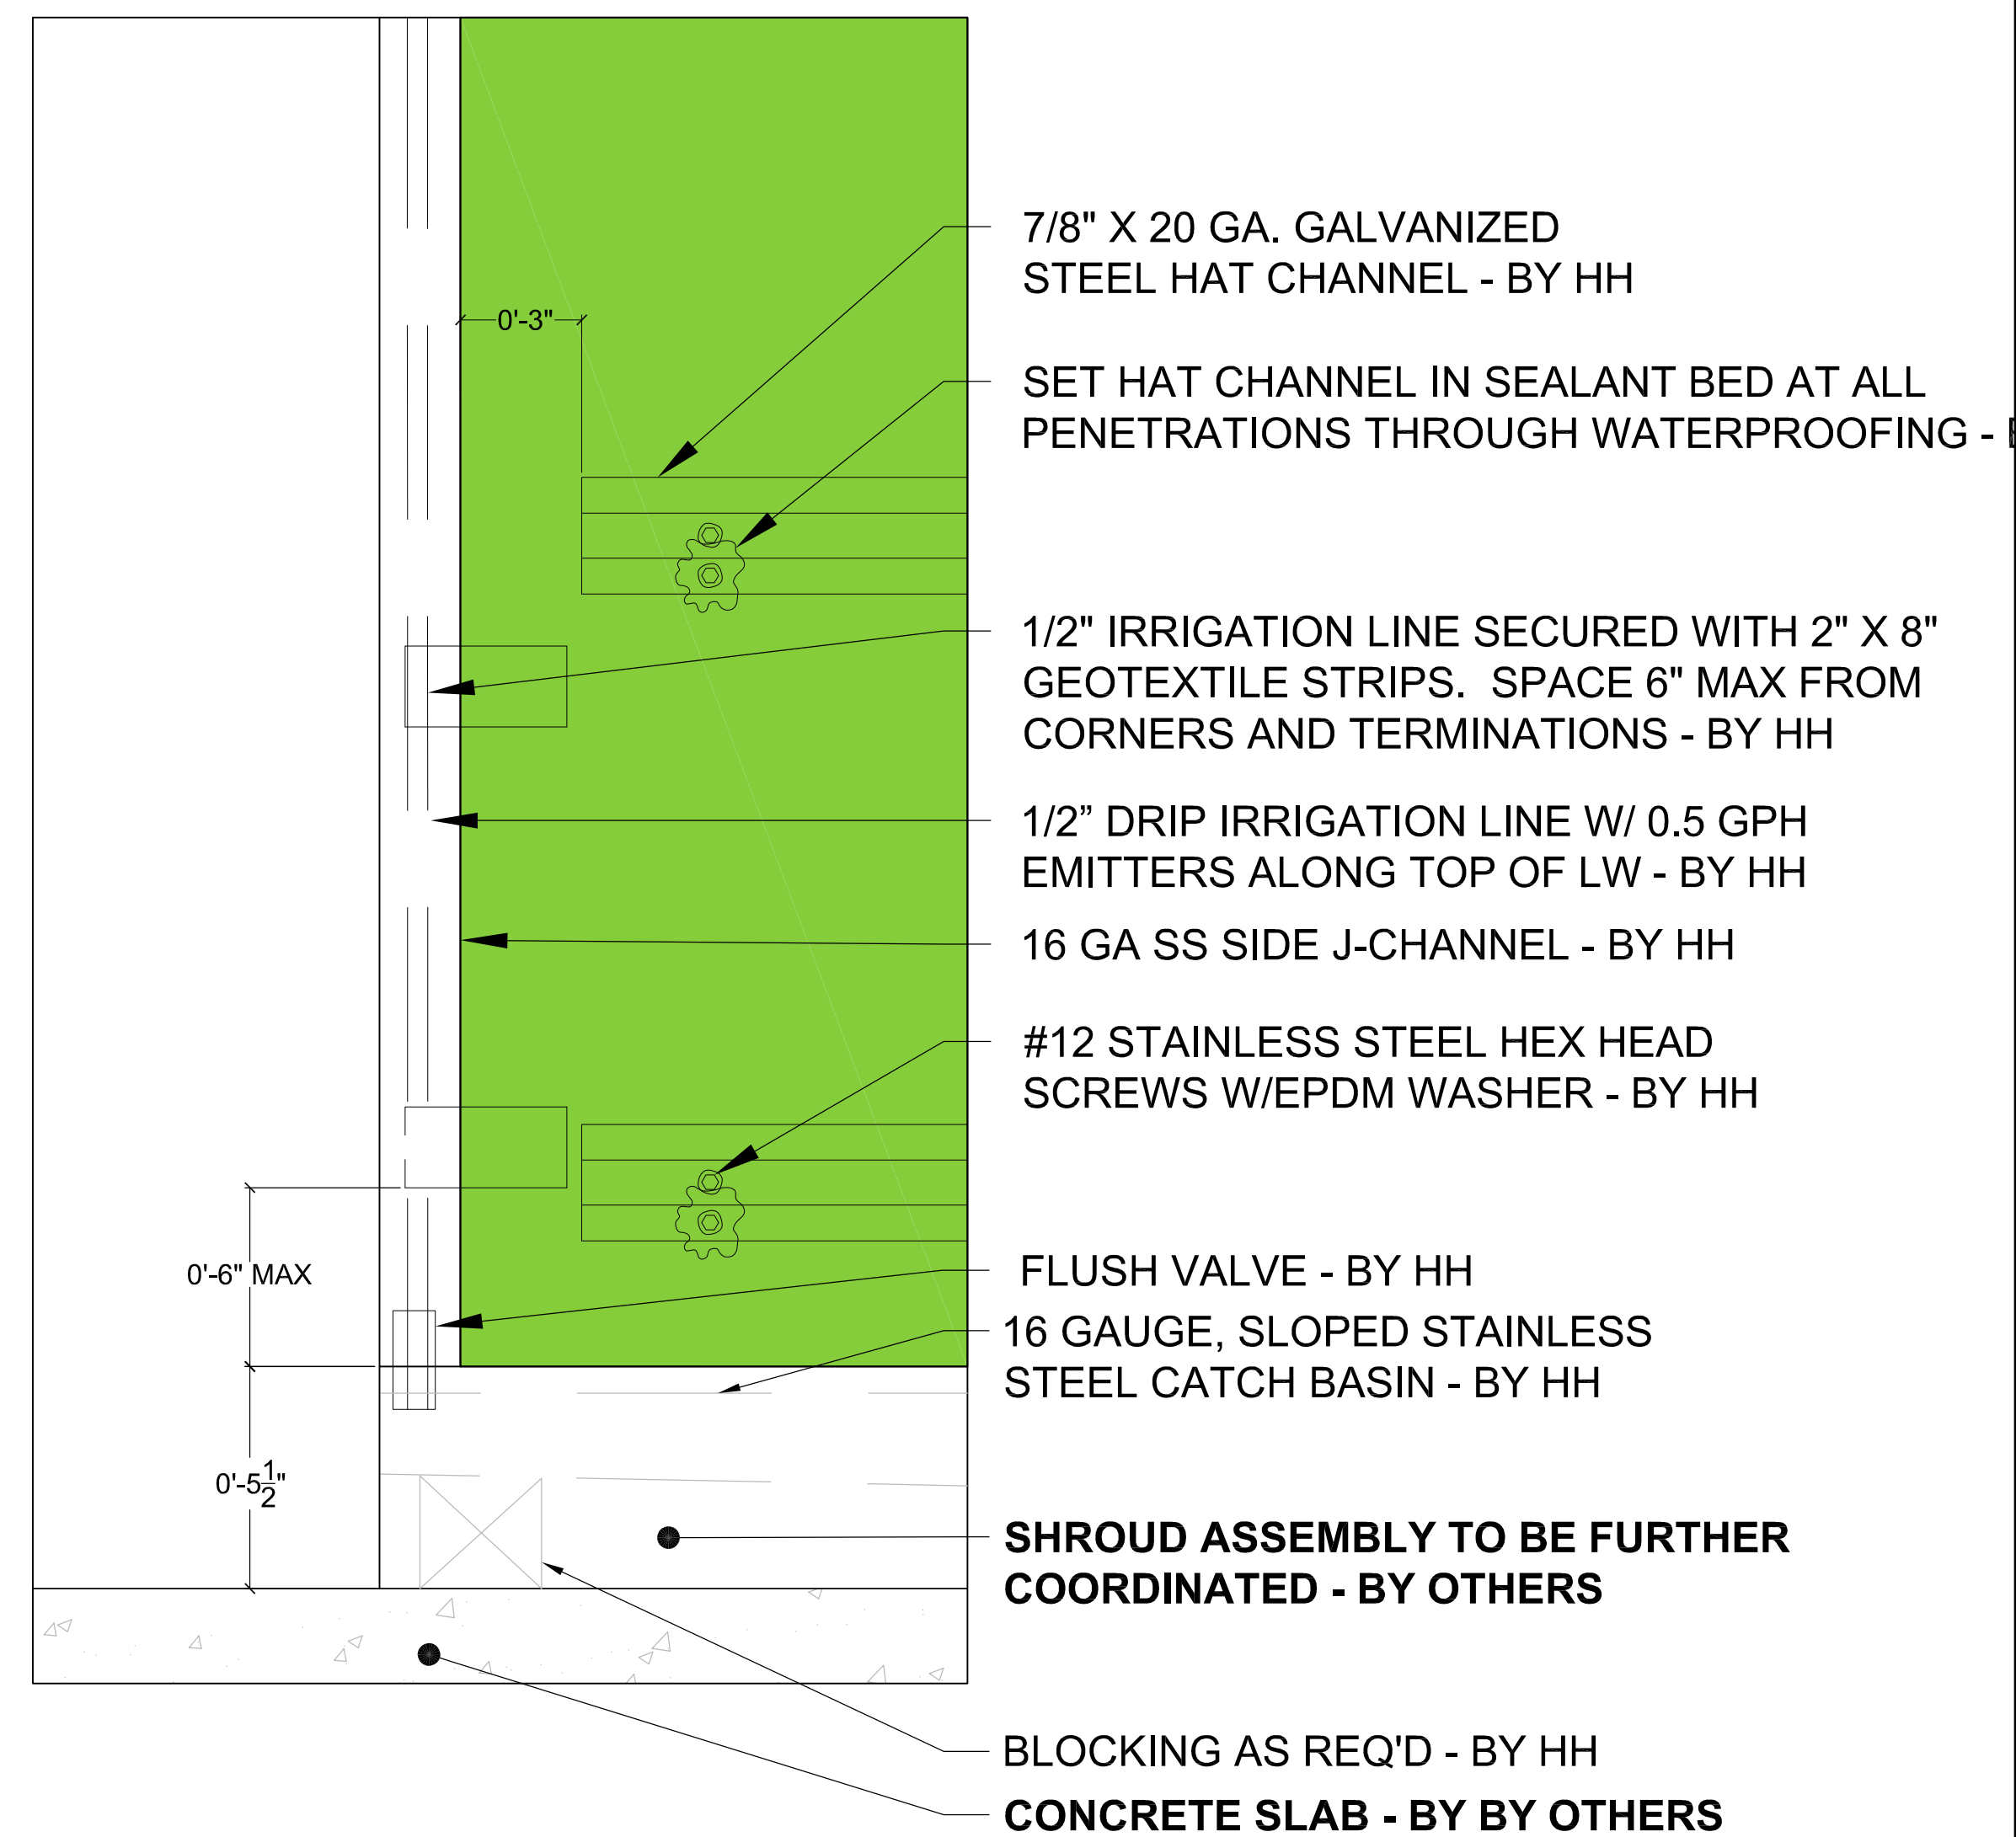 7/8" X 20 GA. GALVANIZED
STEEL HAT CHANNEL - BY HH
0'-3"
SET HAT CHANNEL IN SEALANT BED AT ALL
PENETRATIONS THROUGH WATERPROOFING -
1/2" IRRIGATION LINE SECURED WITH 2" X 8"
GEOTEXTILE STRIPS.  SPACE 6" MAX FROM
CORNERS AND TERMINATIONS - BY HH
1/2” DRIP IRRIGATION LINE W/ 0.5 GPH
EMITTERS ALONG TOP OF LW - BY HH
16 GA SS SIDE J-CHANNEL - BY HH
#12 STAINLESS STEEL HEX HEAD
SCREWS W/EPDM WASHER - BY HH
0'-6" MAX
FLUSH VALVE - BY HH
16 GAUGE, SLOPED STAINLESS
STEEL CATCH BASIN - BY HH
0'-5 1/2"
SHROUD ASSEMBLY TO BE FURTHER
COORDINATED - BY OTHERS
BLOCKING AS REQ'D - BY HH
CONCRETE SLAB - BY BY OTHERS